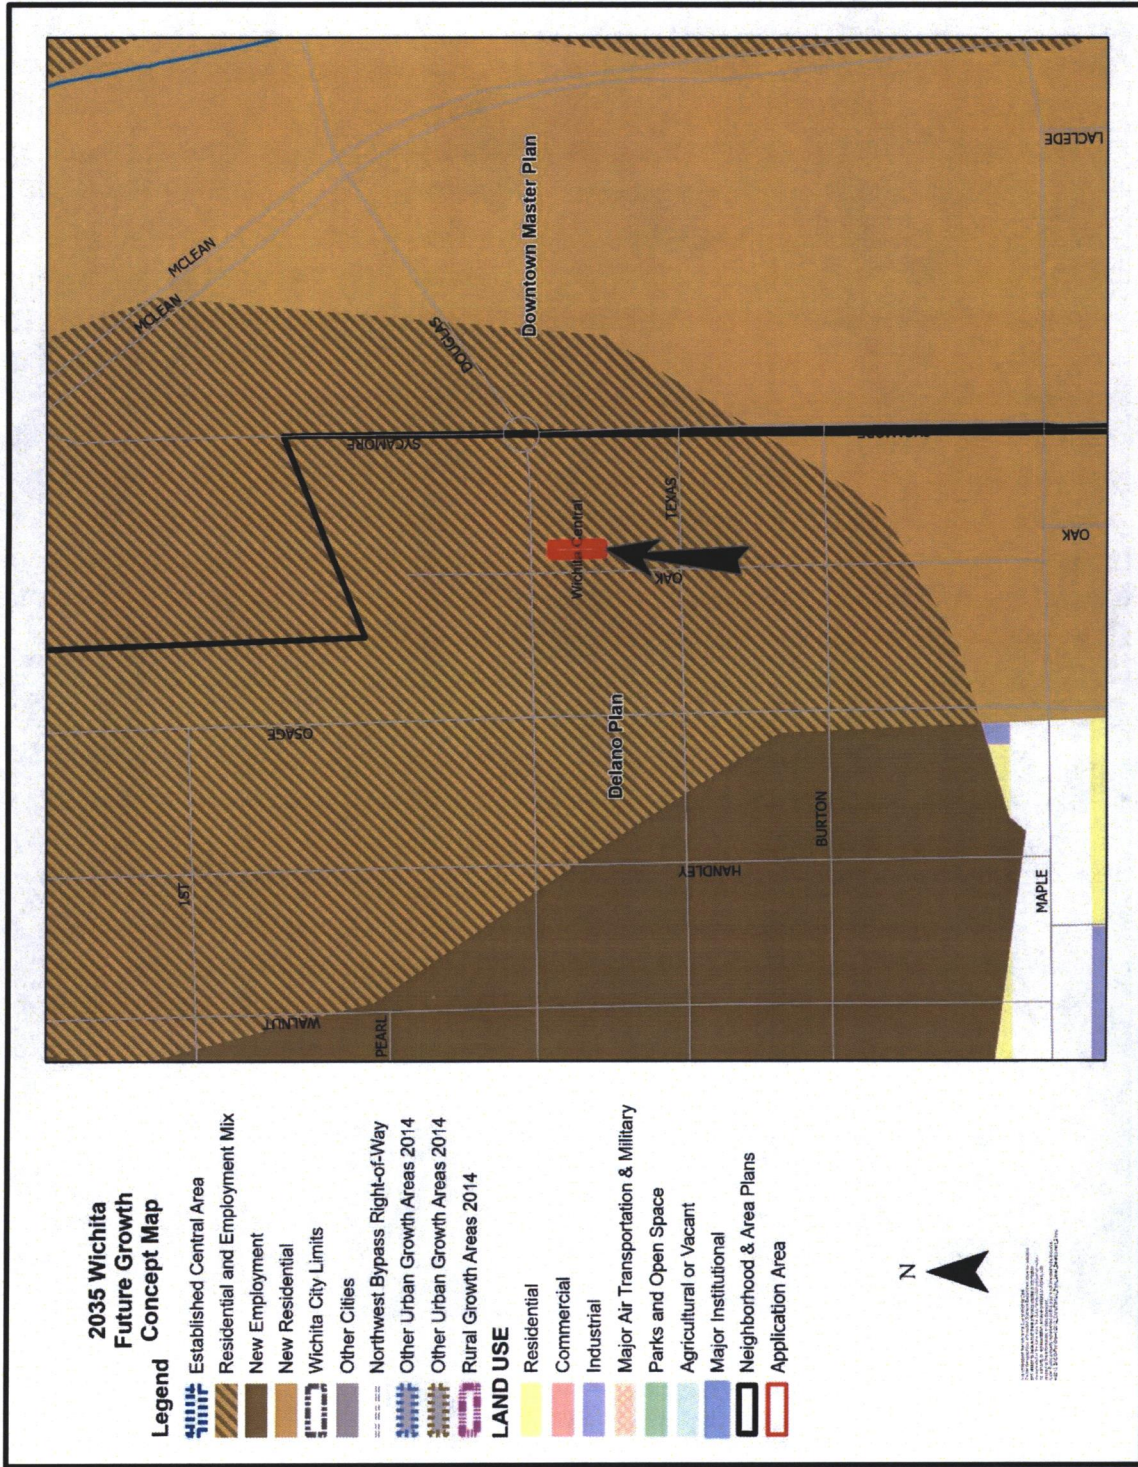 2035 Wichita
Future Growth
Concept Map
Legend
Established Central Area
Residential and Employment Mix
New Employment
New Residential
Wichita City Limits
Other Cities
Northwest Bypass Right-of-Way
Other Urban Growth Areas 2014
Other Urban Growth Areas 2014
Rural Growth Areas 2014
LAND USE
Residential
Commercial
Industrial
Major Air Transportation & Military
Parks and Open Space
Agricultural or Vacant
Major Institutional
Neighborhood & Area Plans
Application Area
N
MCLEAN
MCLEAN
DOUGLAS
Downtown Master Plan
LACLEDE
SYCAMORE
SYCAMORE
Wichita Central
TEXAS
OAK
OAK
OSAGE
Delano Plan
1ST
HANDLEY
BURTON
MAPLE
WALNUT
PEARL